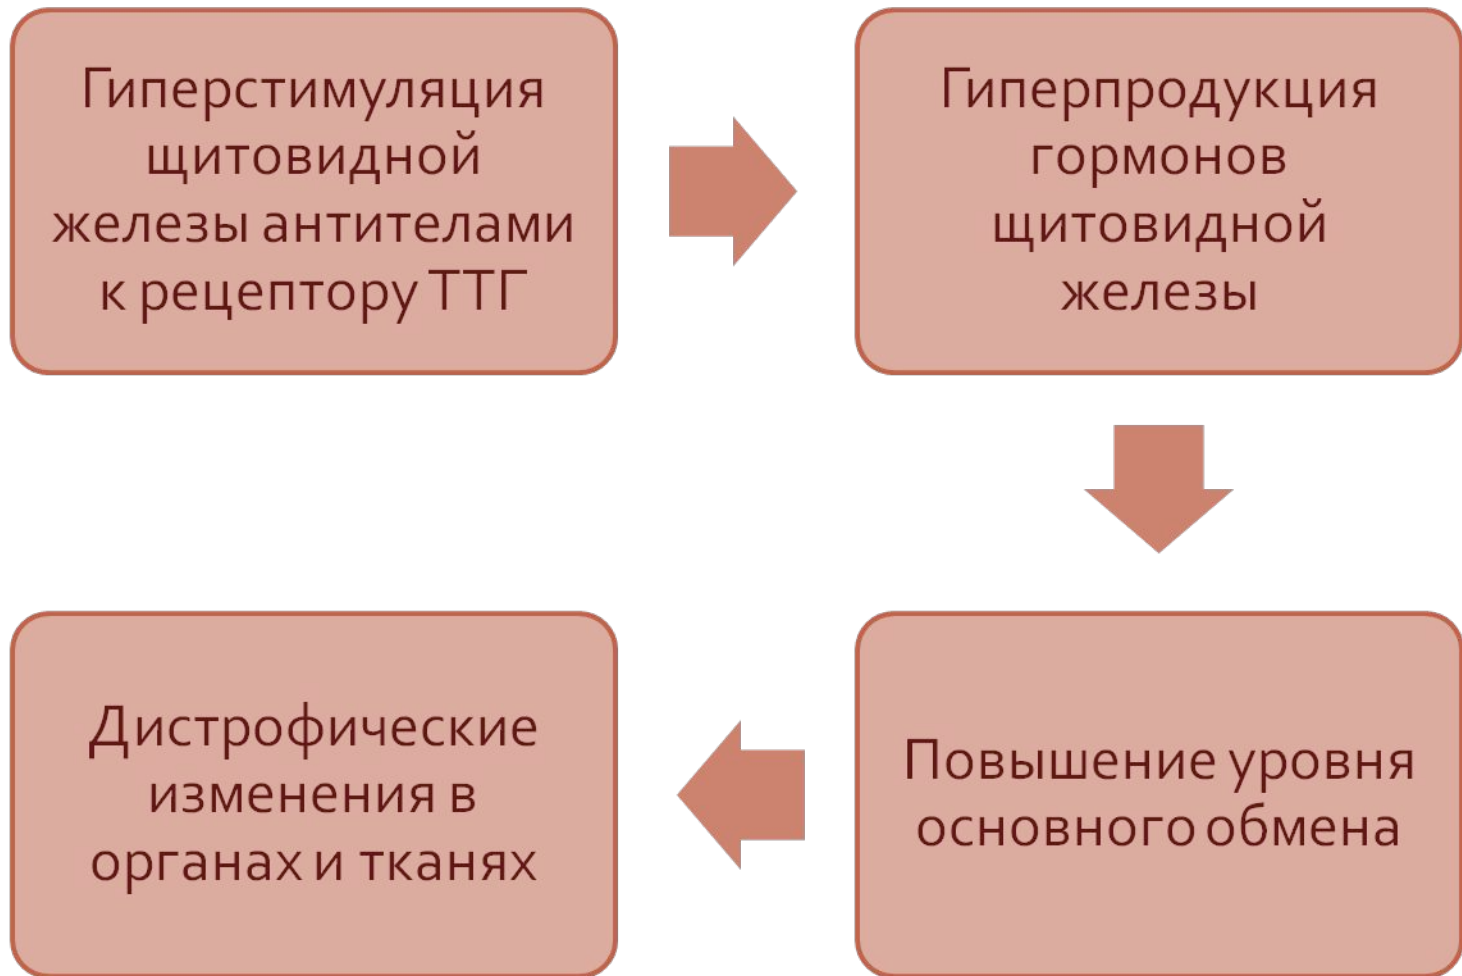 Гиперстимуляция
щитовидной
железы антителами
к рецептору ТТГ
Гиперпродукция
гормонов
щитовидной
железы
Повышение уровня
основного обмена
Дистрофические
изменения в
органах и тканях